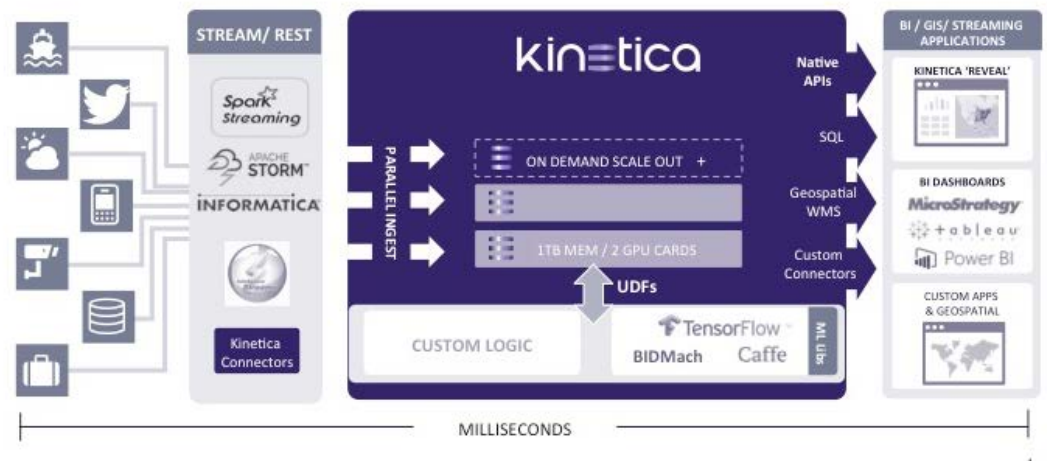 STREAM/ REST
Spark
Streaming
APACHE
STORM™
INFORMATICA
Kinetica
Connectors
kinetica
PARALLEL INGEST
ON DEMAND SCALE OUT +
1TB MEM / 2 GPU CARDS
UDFs
CUSTOM LOGIC
TensorFlow
BIDMach
Caffe
ML Libs
Native
APIs
SQL
Geospatial
WMS
Custom
Connectors
BI / GIS/ STREAMING
APPLICATIONS
KINETICA 'REVEAL'
BI DASHBOARDS
MicroStrategy
+ableau
Power BI
CUSTOM APPS
& GEOSPATIAL
MILLISECONDS